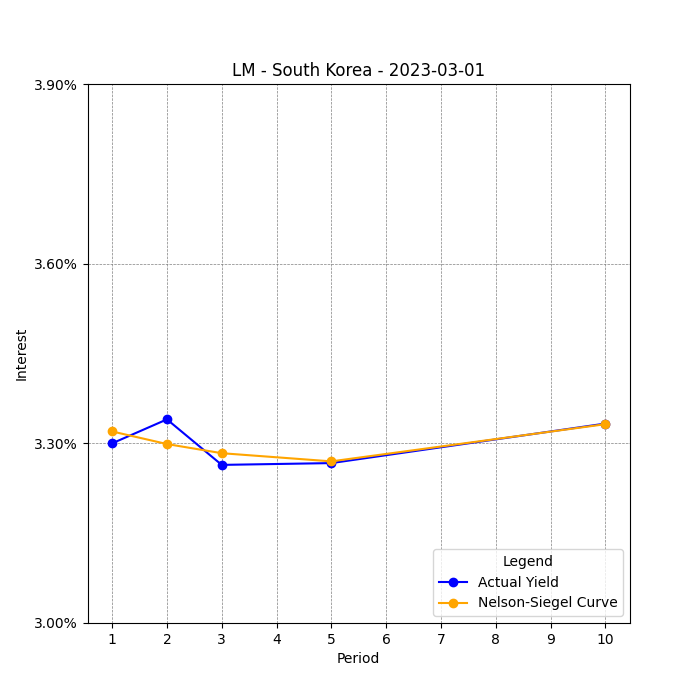 LM - South Korea - 2023-03-01
3.90%
3.60%
3.30%
3.00%
Interest
1 2 3 4 5 6 7 8 9 10
Period
Legend
Actual Yield
Nelson-Siegel Curve